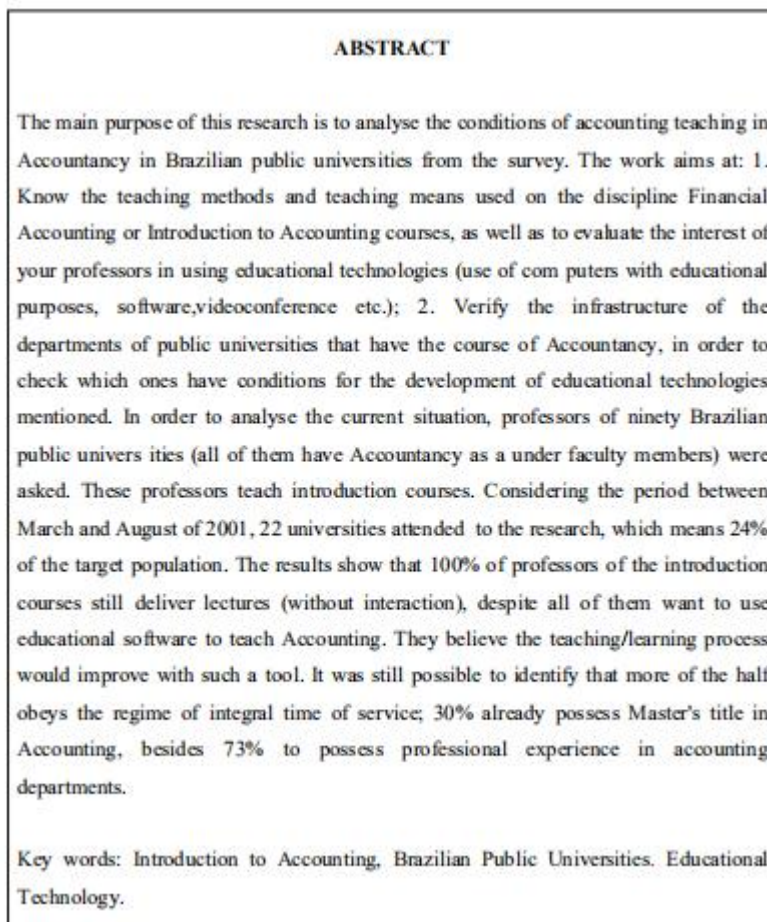 ABSTRACT
The main purpose of this research is to analyse the conditions of accounting teaching in
Accountancy in Brazilian public universities from the survey. The work aims at: 1.
Know the teaching methods and teaching means used on the discipline Financial
Accounting or Introduction to Accounting courses, as well as to evaluate the interest of
your professors in using educational technologies (use of com puters with educational
purposes, software,videoconference etc.); 2. Verify the infrastructure of the
departments of public universities that have the course of Accountancy, in order to
check which ones have conditions for the development of educational technologies
mentioned. In order to analyse the current situation, professors of ninety Brazilian
public univers ities (all of them have Accountancy as a under faculty members) were
asked. These professors teach introduction courses. Considering the period between
March and August of 2001, 22 universities attended to the research, which means 24%
of the target population. The results show that 100% of professors of the introduction
courses still deliver lectures (without interaction), despite all of them want to use
educational software to teach Accounting. They believe the teaching/learning process
would improve with such a tool. It was still possible to identify that more of the half
obeys the regime of integral time of service; 30% already possess Master's title in
Accounting, besides 73% to possess professional experience in accounting
departments.
Key words: Introduction to Accounting, Brazilian Public Universities. Educational
Technology.